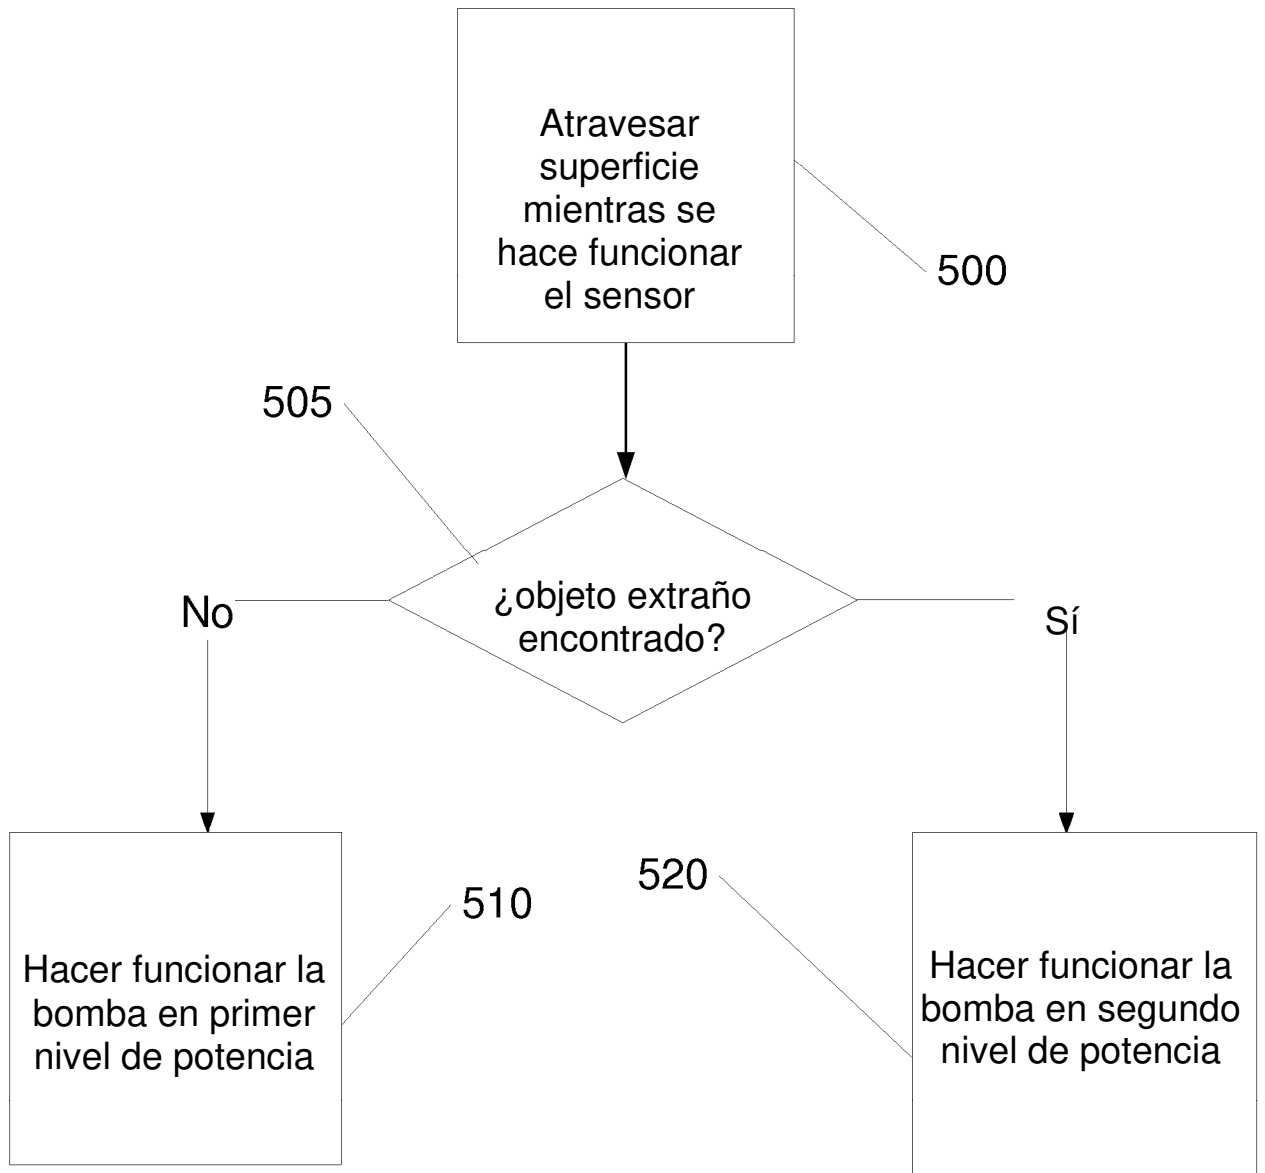 Atravesar
superficie
mientras se
hace funcionar
el sensor
500
505
¿objeto extraño
encontrado?
No
Sí
520
510
Hacer funcionar la
bomba en primer
nivel de potencia
Hacer funcionar la
bomba en segundo
nivel de potencia